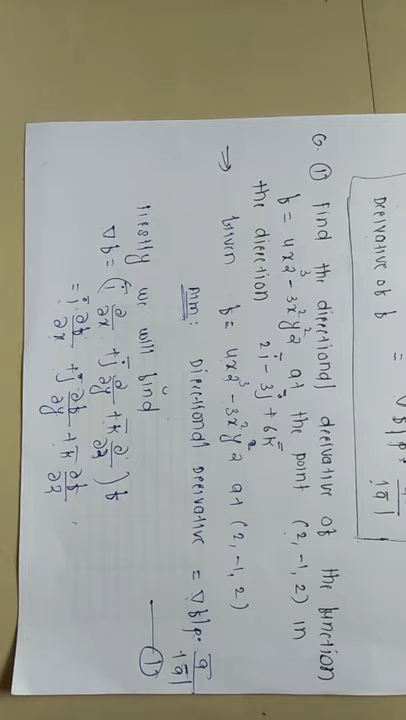 Derivative of f = ∇f|p · ā/|ā|
Q. ① Find the directional derivative of the function
f = 4xz³ - 3x²y²z at the point (2, -1, 2) in
the direction 2ī - 3j̄ + 6k̄
→ Given f = 4xz³ - 3x²y²z at (2, -1, 2)
Aim: Directional Derivative = ∇f|p · ā/|ā| — ①
Firstly we will find
∇f = (ī ∂/∂x + j̄ ∂/∂y + k̄ ∂/∂z) f
= ī ∂f/∂x + j̄ ∂f/∂y + k̄ ∂f/∂z